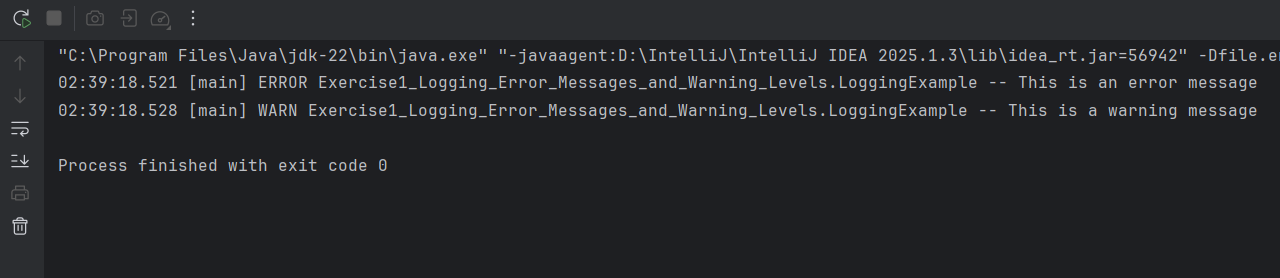 "C:\Program Files\Java\jdk-22\bin\java.exe" "-javaagent:D:\IntelliJ\IntelliJ IDEA 2025.1.3\lib\idea_rt.jar=56942" -Dfile.e
02:39:18.521 [main] ERROR Exercise1_Logging_Error_Messages_and_Warning_Levels.LoggingExample -- This is an error message
02:39:18.528 [main] WARN Exercise1_Logging_Error_Messages_and_Warning_Levels.LoggingExample -- This is a warning message
Process finished with exit code 0